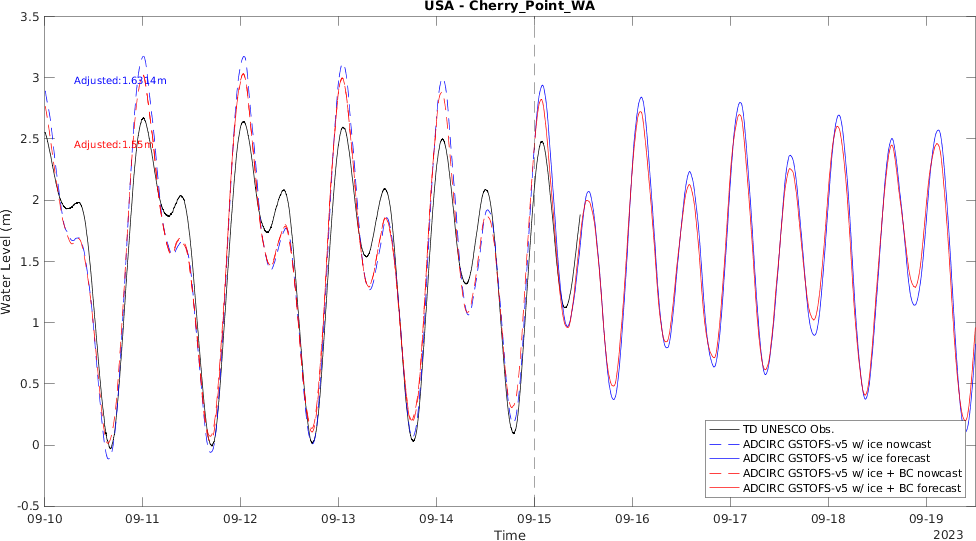 USA - Cherry_Point_WA
3.5
3
2.5
2
1.5
1
0.5
0
-0.5
Water Level (m)
Adjusted:1.6314m
Adjusted:1.55m
TD UNESCO Obs.
ADCIRC GSTOFS-v5 w/ ice nowcast
ADCIRC GSTOFS-v5 w/ ice forecast
ADCIRC GSTOFS-v5 w/ ice + BC nowcast
ADCIRC GSTOFS-v5 w/ ice + BC forecast
09-10 09-11 09-12 09-13 09-14 09-15 09-16 09-17 09-18 09-19
Time
2023